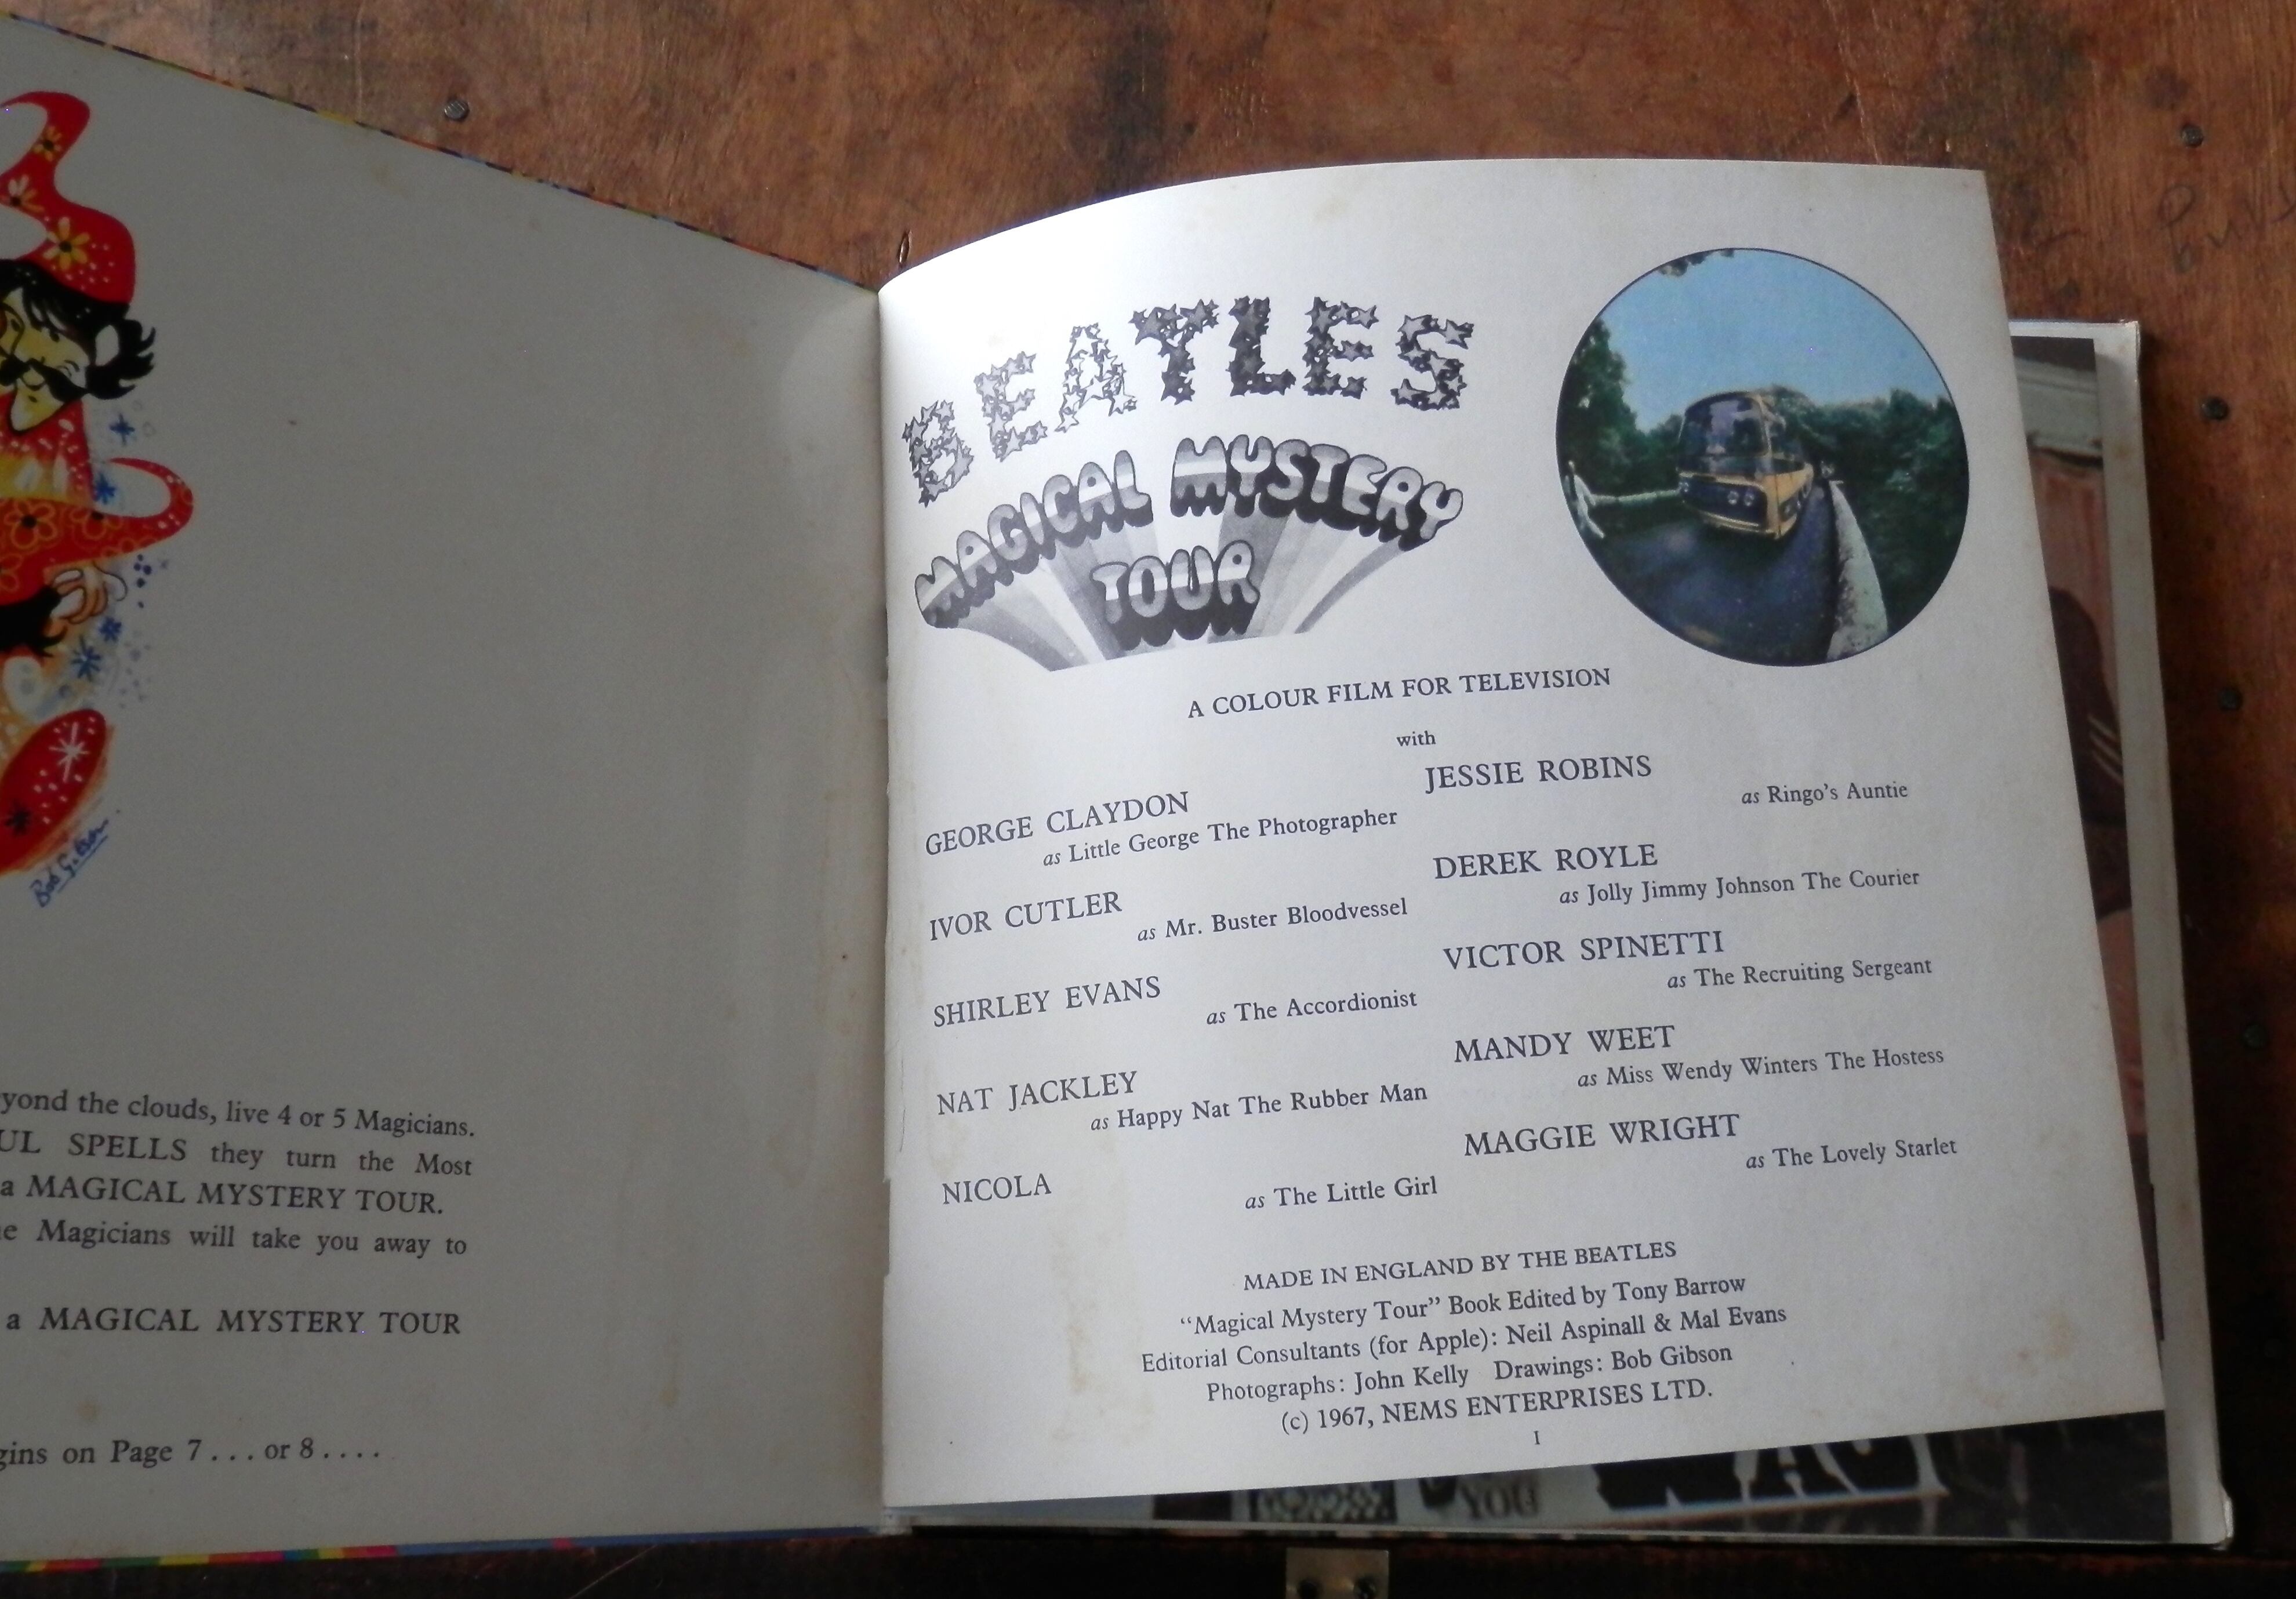 Bob Gibson.
yond the clouds, live 4 or 5 Magicians.
UL SPELLS they turn the Most
a MAGICAL MYSTERY TOUR.
e Magicians will take you away to
a MAGICAL MYSTERY TOUR
gins on Page 7 . . . or 8 . . . .
BEATLES
MAGICAL MYSTERY
TOUR
A COLOUR FILM FOR TELEVISION
with
GEORGE CLAYDON
as Little George The Photographer
IVOR CUTLER
as Mr. Buster Bloodvessel
SHIRLEY EVANS
as The Accordionist
NAT JACKLEY
as Happy Nat The Rubber Man
NICOLA
as The Little Girl
JESSIE ROBINS
as Ringo's Auntie
DEREK ROYLE
as Jolly Jimmy Johnson The Courier
VICTOR SPINETTI
as The Recruiting Sergeant
MANDY WEET
as Miss Wendy Winters The Hostess
MAGGIE WRIGHT
as The Lovely Starlet
MADE IN ENGLAND BY THE BEATLES
“Magical Mystery Tour” Book Edited by Tony Barrow
Editorial Consultants (for Apple): Neil Aspinall & Mal Evans
Photographs: John Kelly Drawings: Bob Gibson
(c) 1967, NEMS ENTERPRISES LTD.
I
YOU